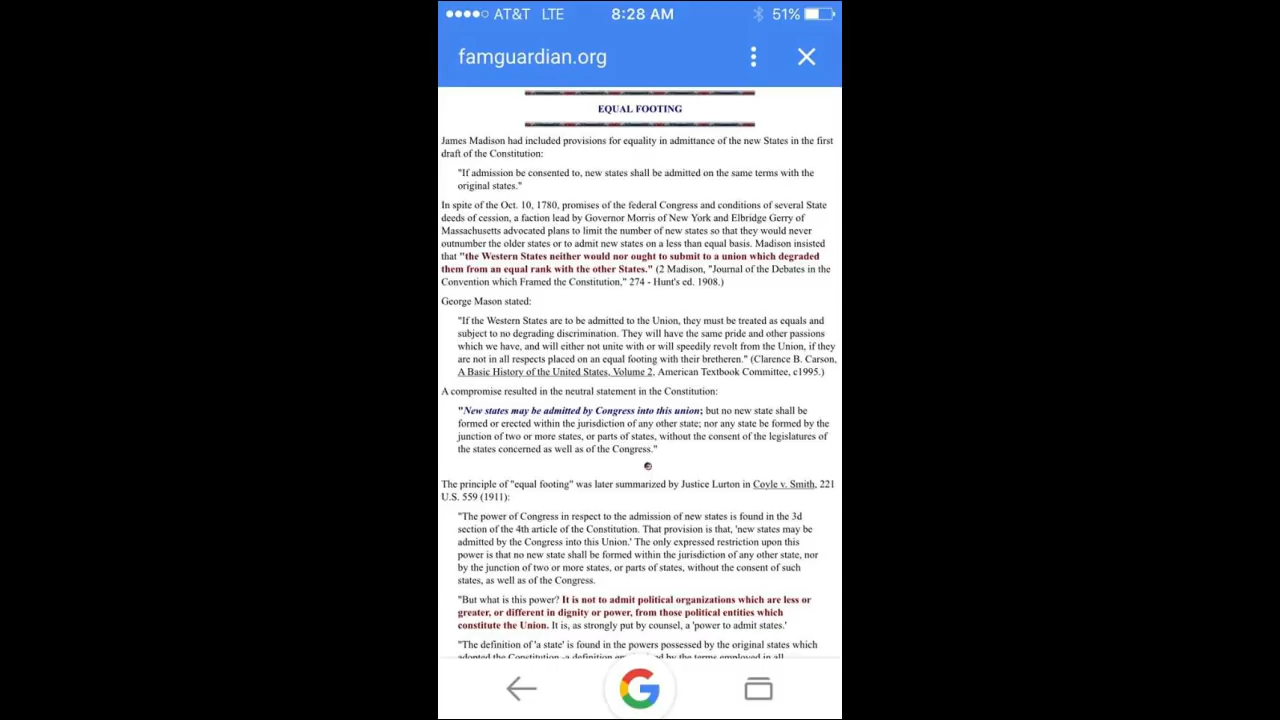 AT&T LTE 8:28 AM 51%
famguardian.org
EQUAL FOOTING
James Madison had included provisions for equality in admittance of the new States in the first
draft of the Constitution:
"If admission be consented to, new states shall be admitted on the same terms with the
original states."
In spite of the Oct. 10, 1780, promises of the federal Congress and conditions of several State
deeds of cession, a faction lead by Governor Morris of New York and Elbridge Gerry of
Massachusetts advocated plans to limit the number of new states so that they would never
outnumber the older states or to admit new states on a less than equal basis. Madison insisted
that "the Western States neither would nor ought to submit to a union which degraded
them from an equal rank with the other States." (2 Madison, "Journal of the Debates in the
Convention which Framed the Constitution," 274 - Hunt's ed. 1908.)
George Mason stated:
"If the Western States are to be admitted to the Union, they must be treated as equals and
subject to no degrading discrimination. They will have the same pride and other passions
which we have, and will either not unite with or will speedily revolt from the Union, if they
are not in all respects placed on an equal footing with their bretheren." (Clarence B. Carson,
A Basic History of the United States, Volume 2, American Textbook Committee, c1995.)
A compromise resulted in the neutral statement in the Constitution:
"New states may be admitted by Congress into this union; but no new state shall be
formed or erected within the jurisdiction of any other state; nor any state be formed by the
junction of two or more states, or parts of states, without the consent of the legislatures of
the states concerned as well as of the Congress."
The principle of "equal footing" was later summarized by Justice Lurton in Coyle v. Smith, 221
U.S. 559 (1911):
"The power of Congress in respect to the admission of new states is found in the 3d
section of the 4th article of the Constitution. That provision is that, 'new states may be
admitted by the Congress into this Union.' The only expressed restriction upon this
power is that no new state shall be formed within the jurisdiction of any other state, nor
by the junction of two or more states, or parts of states, without the consent of such
states, as well as of the Congress.
"But what is this power? It is not to admit political organizations which are less or
greater, or different in dignity or power, from those political entities which
constitute the Union. It is, as strongly put by counsel, a 'power to admit states.'
"The definition of 'a state' is found in the powers possessed by the original states which
adopted the Constitution,-a definition by the terms employed in all